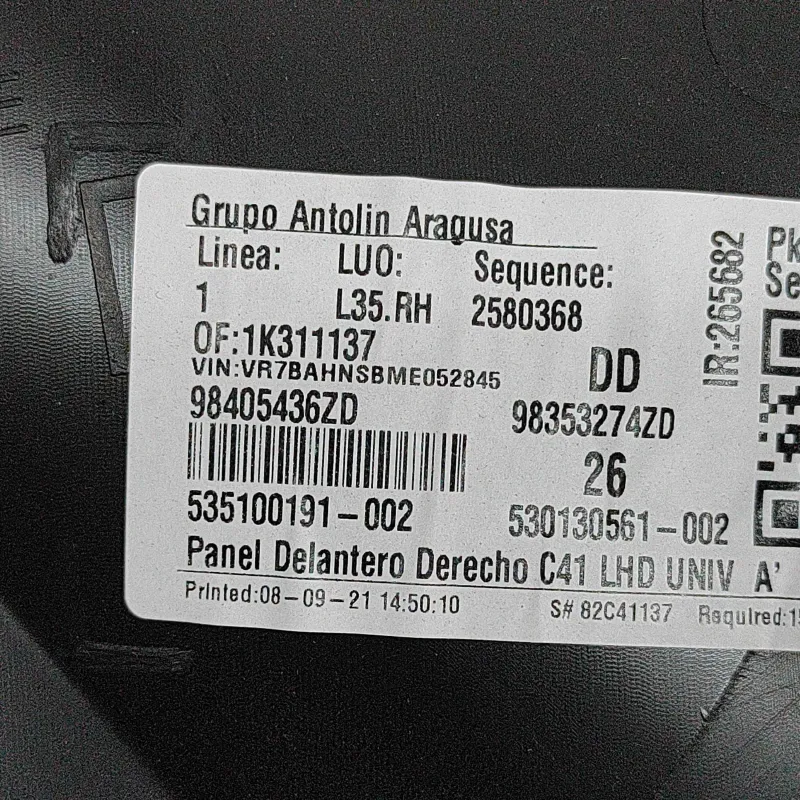 Grupo Antolin Aragusa
Linea: LUO: Sequence:
1 L35.RH 2580368
OF:1K311137
VIN:VR7BAHNSBME052845
DD
98405436ZD 98353274ZD
26
535100191-002 530130561-002
Panel Delantero Derecho C41 LHD UNIV A'
Printed:08-09-21 14:50:10 S# 82C41137 Required:
IR:265682
Pk
Se